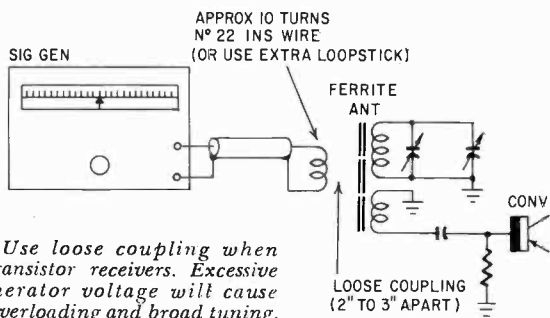 APPROX 10 TURNS
Nº 22 INS WIRE
(OR USE EXTRA LOOPSTICK)
SIG GEN
FERRITE
ANT
CONV
LOOSE COUPLING
(2" TO 3" APART)
Use loose coupling when
ransistor receivers. Excessive
nerator voltage will cause
verloading and broad tuning.